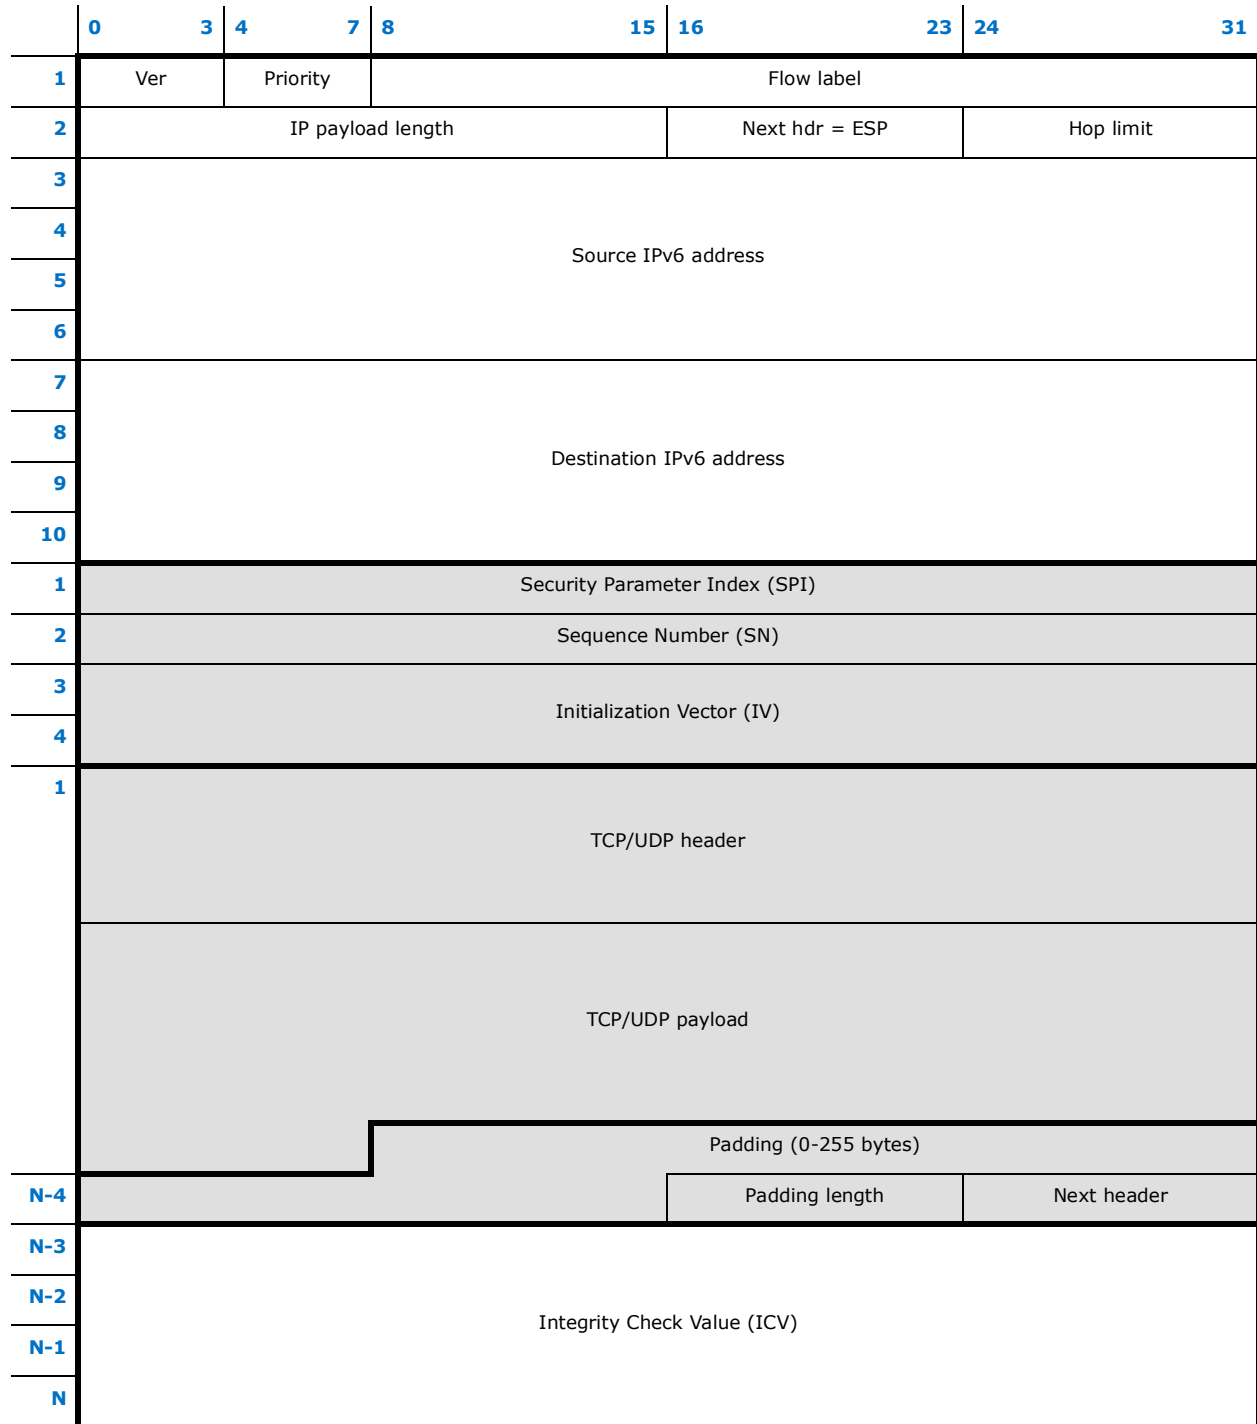 0 3 4 7 8 15 16 23 24 31
1 Ver Priority Flow label
2 IP payload length Next hdr = ESP Hop limit
3
4
Source IPv6 address
5
6
7
8
Destination IPv6 address
9
10
1 Security Parameter Index (SPI)
2 Sequence Number (SN)
3
Initialization Vector (IV)
4
1
TCP/UDP header
TCP/UDP payload
Padding (0-255 bytes)
N-4 Padding length Next header
N-3
N-2
Integrity Check Value (ICV)
N-1
N